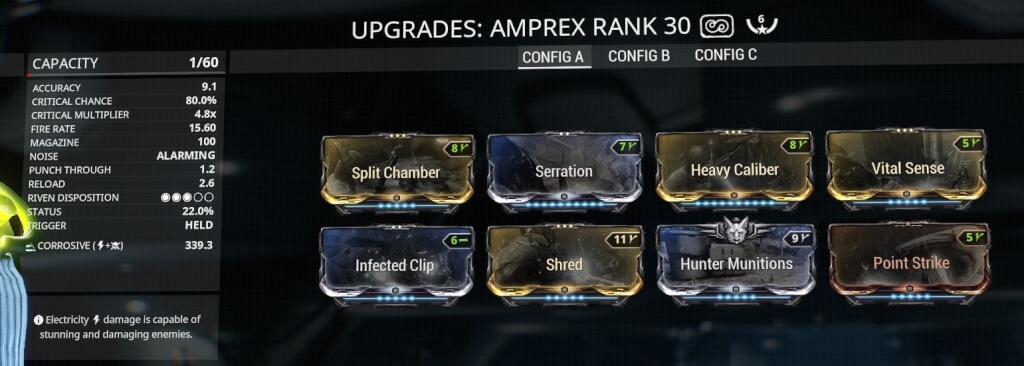 UPGRADES: AMPREX RANK 30
6
CONFIG A CONFIG B CONFIG C
CAPACITY 1/60
ACCURACY 9.1
CRITICAL CHANCE 80.0%
CRITICAL MULTIPLIER 4.8x
FIRE RATE 15.60
MAGAZINE 100
NOISE ALARMING
PUNCH THROUGH 1.2
RELOAD 2.6
RIVEN DISPOSITION
STATUS 22.0%
TRIGGER HELD
CORROSIVE ( + ) 339.3
Electricity damage is capable of
stunning and damaging enemies.
8
Split Chamber
7
Serration
8
Heavy Caliber
5
Vital Sense
6
Infected Clip
11
Shred
9
Hunter Munitions
5
Point Strike